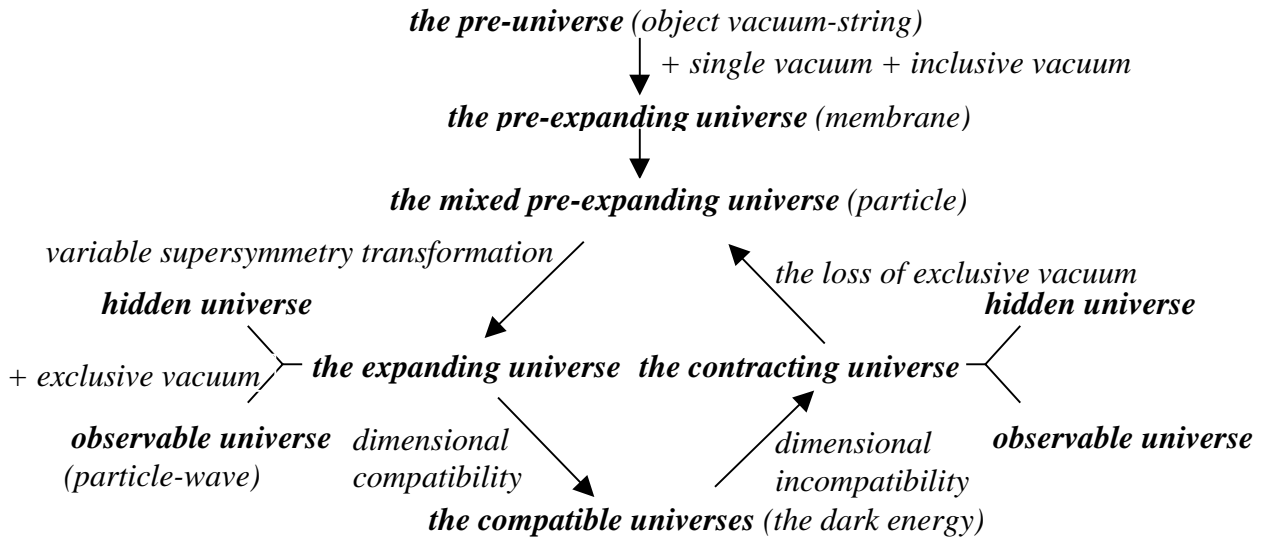 the pre-universe (object vacuum-string)
+ single vacuum + inclusive vacuum
the pre-expanding universe (membrane)
the mixed pre-expanding universe (particle)
variable supersymmetry transformation
the loss of exclusive vacuum
hidden universe
hidden universe
the expanding universe
the contracting universe
+ exclusive vacuum
observable universe
(particle-wave)
dimensional
compatibility
dimensional
incompatibility
observable universe
the compatible universes (the dark energy)